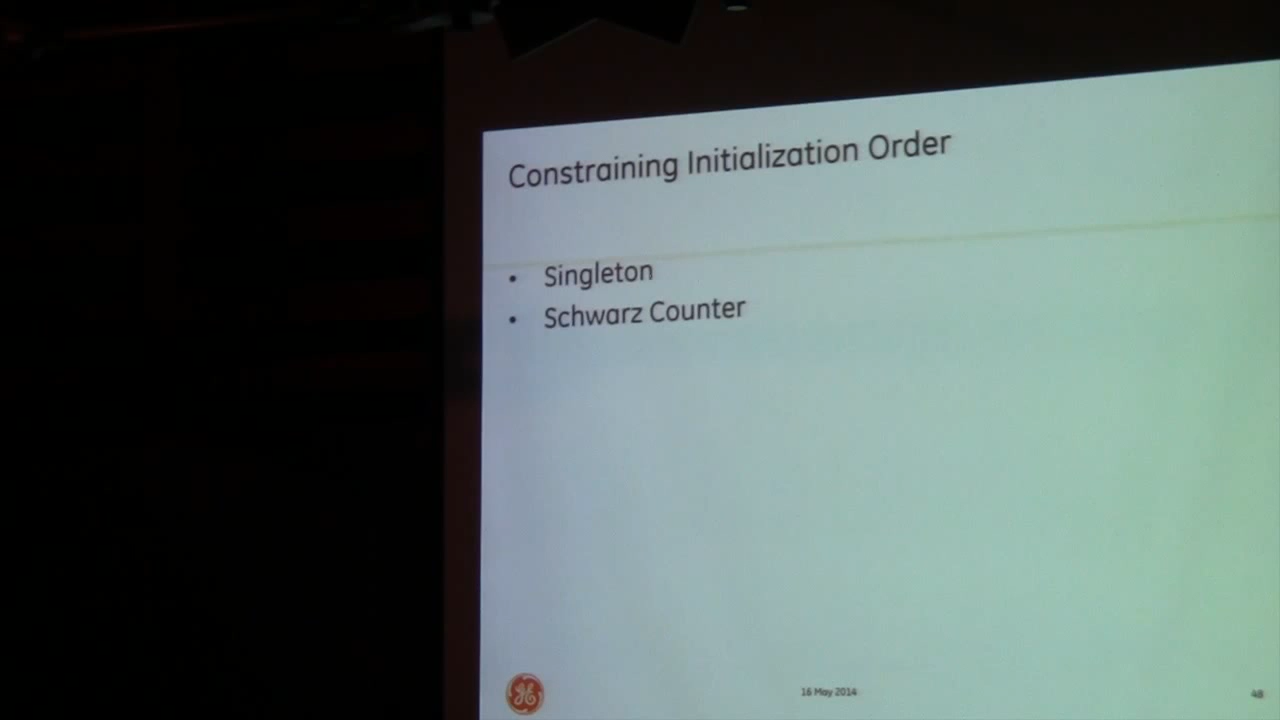 Constraining Initialization Order
• Singleton
• Schwarz Counter
16 May 2014
48